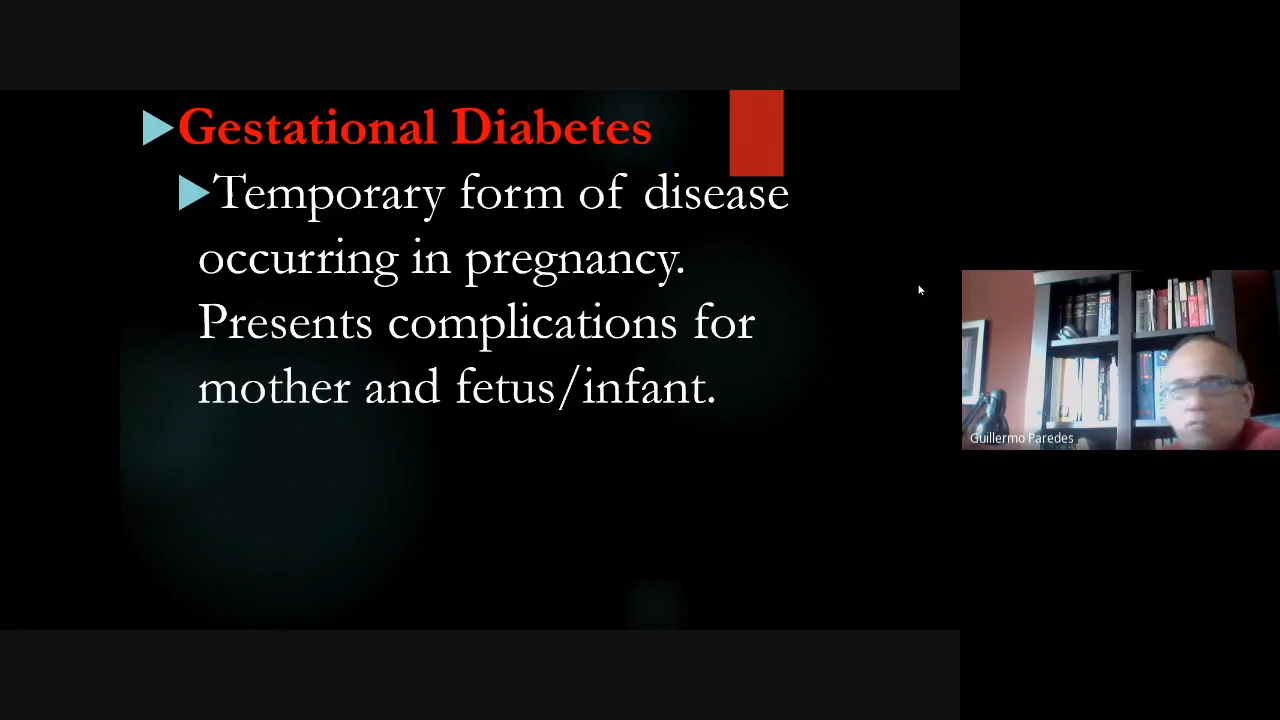 Gestational Diabetes
Temporary form of disease
occurring in pregnancy.
Presents complications for
mother and fetus/infant.
Guillermo Paredes